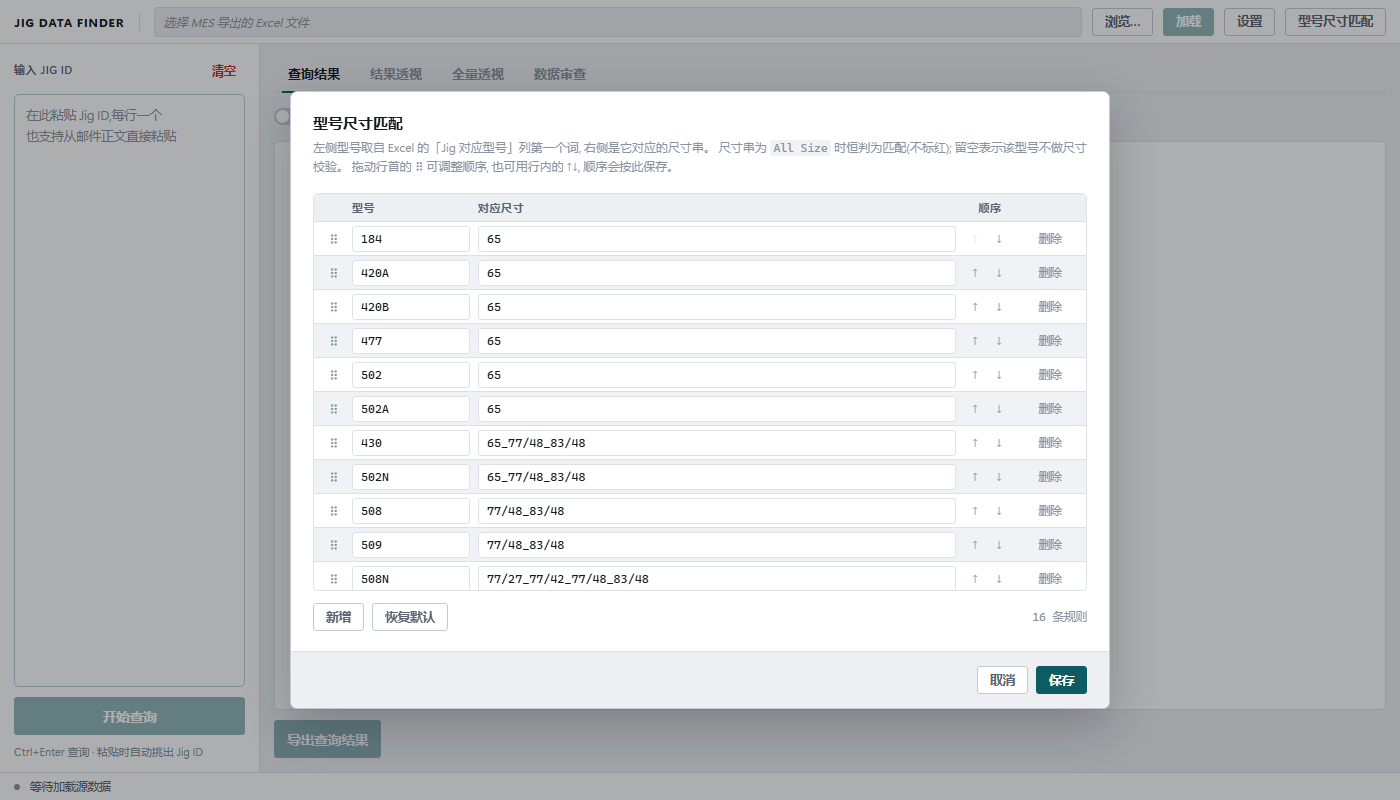 JIG DATA FINDER
选择 MES 导出的 Excel 文件
浏览...
加载
设置
型号尺寸匹配
输入 JIG ID
清空
在此粘贴 Jig ID,每行一个
也支持从邮件正文直接粘贴
开始查询
Ctrl+Enter 查询 · 粘贴时自动挑出 Jig ID
查询结果
结果透视
全量透视
数据审查
型号尺寸匹配
左侧型号取自 Excel 的「Jig 对应型号」列第一个词, 右侧是它对应的尺寸串。 尺寸串为 All Size 时恒判为匹配(不标红); 留空表示该型号不做尺寸
校验。 拖动行首的 ⠿ 可调整顺序, 也可用行内的 ↑↓, 顺序会按此保存。
型号 对应尺寸 顺序
184 65 ↑ ↓ 删除
420A 65 ↑ ↓ 删除
420B 65 ↑ ↓ 删除
477 65 ↑ ↓ 删除
502 65 ↑ ↓ 删除
502A 65 ↑ ↓ 删除
430 65_77/48_83/48 ↑ ↓ 删除
502N 65_77/48_83/48 ↑ ↓ 删除
508 77/48_83/48 ↑ ↓ 删除
509 77/48_83/48 ↑ ↓ 删除
508N 77/27_77/42_77/48_83/48 ↑ ↓ 删除
新增
恢复默认
16 条规则
取消
保存
导出查询结果
等待加载源数据